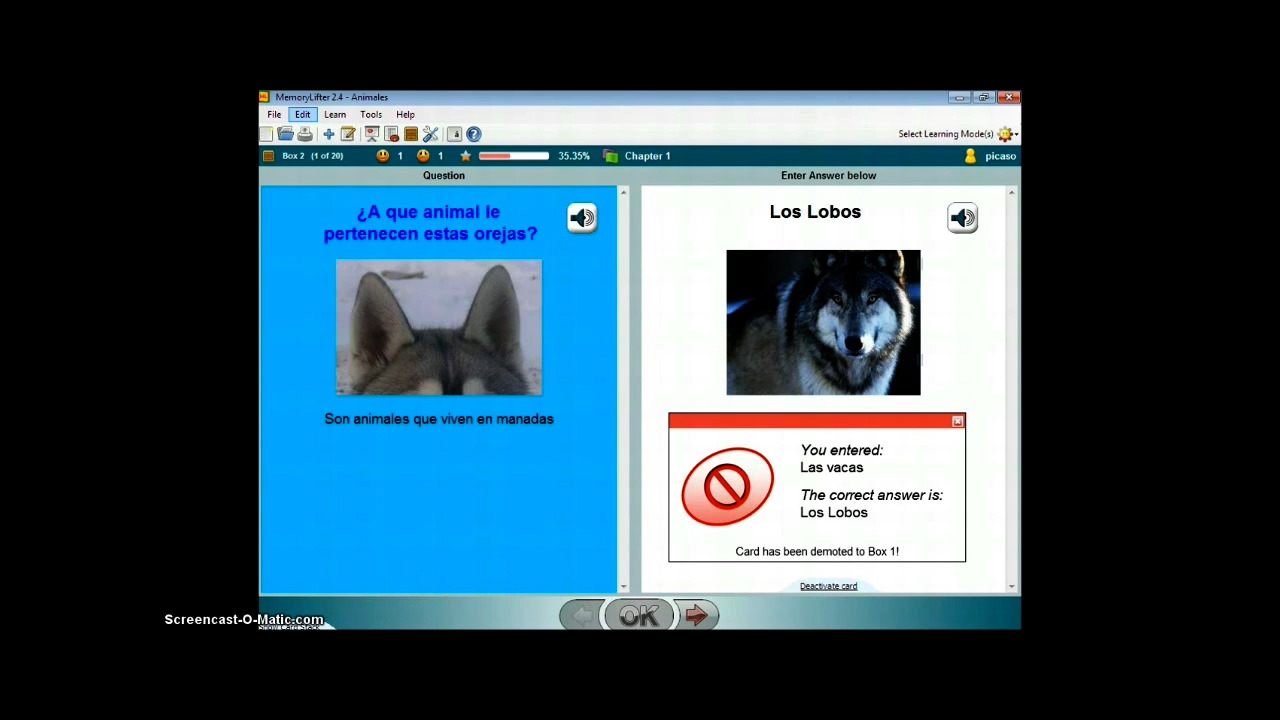 MemoryLifter 2.4 - Animales
File Edit Learn Tools Help
Select Learning Mode(s)
Box 2 (1 of 20) 1 1 35.35% Chapter 1 picaso
Question
Enter Answer below
¿A que animal le
pertenecen estas orejas?
Son animales que viven en manadas
Los Lobos
You entered:
Las vacas
The correct answer is:
Los Lobos
Card has been demoted to Box 1!
Deactivate card
OK
Screencast-O-Matic.com